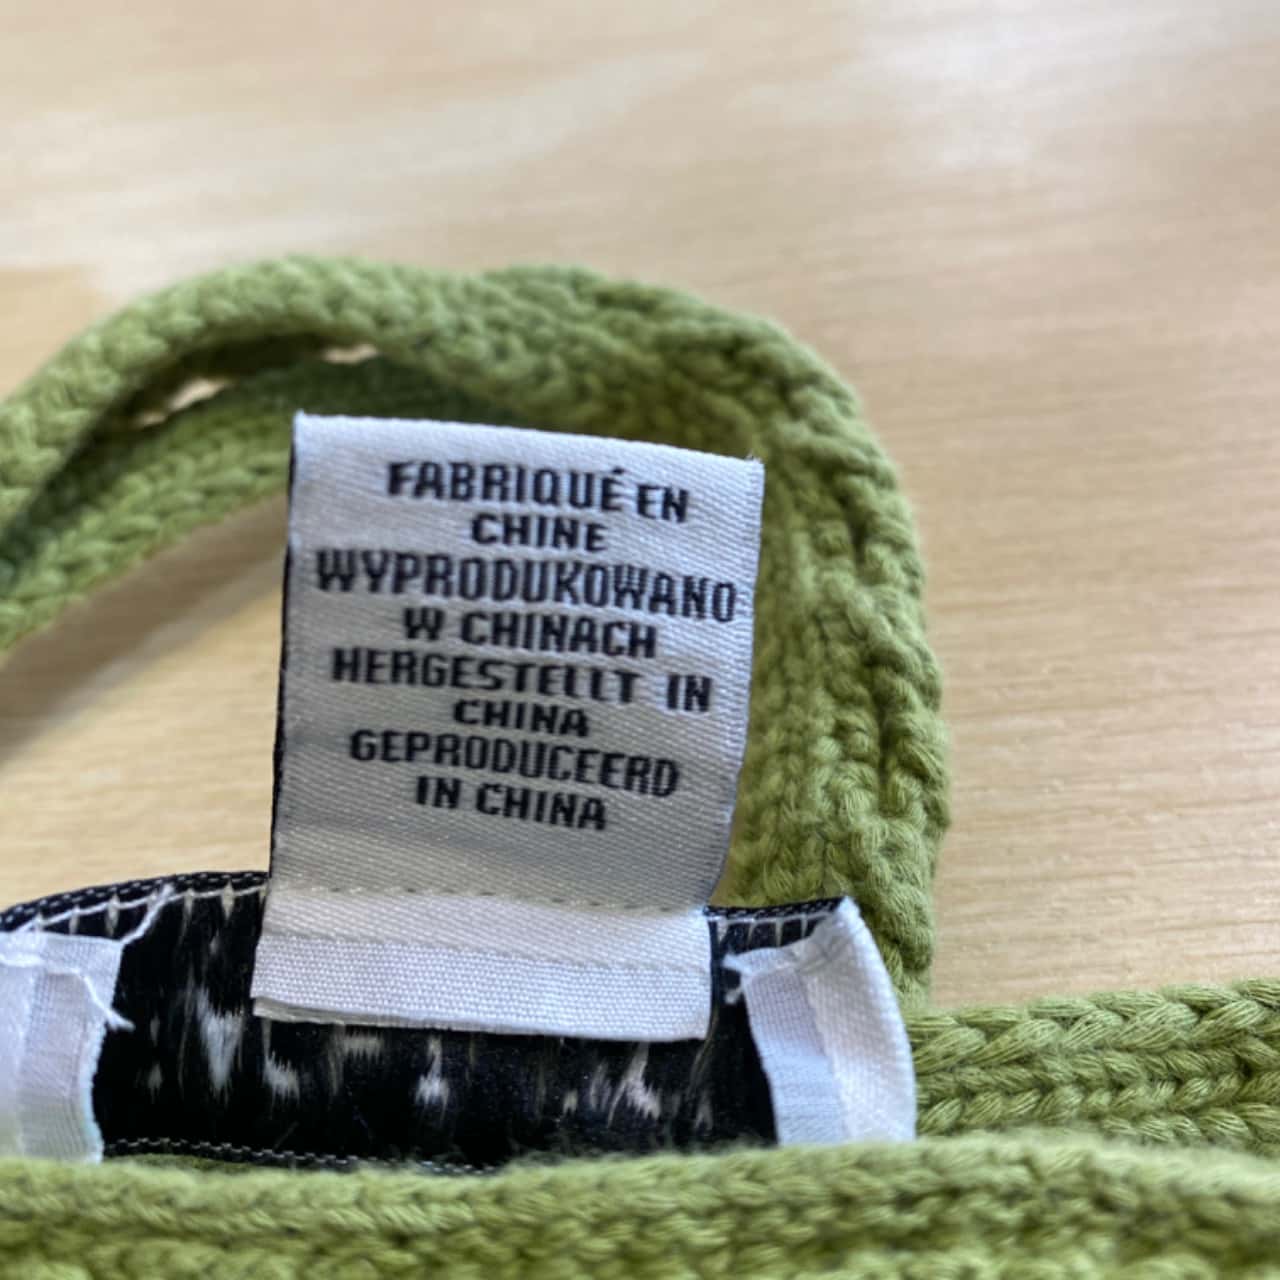 FABRIQUÉ EN
CHINE
WYPRODUKOWANO
W CHINACH
HERGESTELLT IN
CHINA
GEPRODUCEERD
IN CHINA